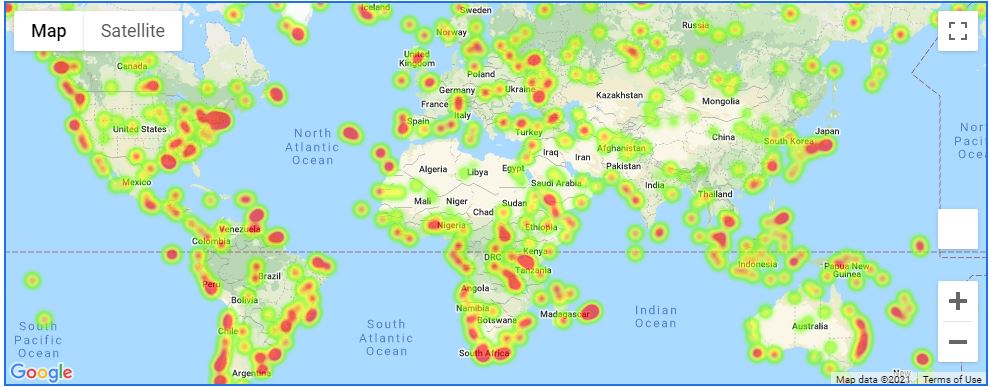 Map
Satellite
Iceland
Sweden
Norway
Russia
Canada
United
Kingdom
Poland
Germany
Ukraine
Kazakhstan
Mongolia
France
Italy
United States
Spain
North
Atlantic
Ocean
Turkey
China
Japan
South Korea
North
Pacific
Ocean
Afghanistan
Iraq
Iran
Pakistan
Algeria
Libya
Egypt
Mexico
Saudi Arabia
India
Thailand
Mali
Niger
Sudan
Chad
Venezuela
Nigeria
Ethiopia
Colombia
DRC
Kenya
Indonesia
Papua New
Guinea
Tanzania
Brazil
Peru
Angola
Bolivia
Namibia
Madagascar
Botswana
Indian
Ocean
Australia
South
Pacific
Ocean
South
Atlantic
Ocean
Chile
South Africa
Argentina
New
Google
Map data ©2021
Terms of Use